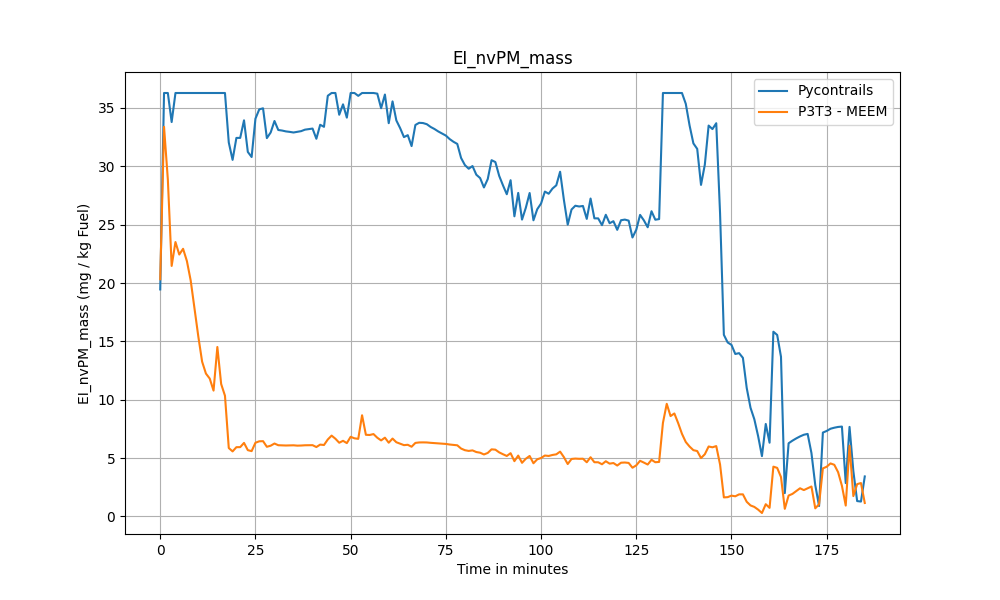 EI_nvPM_mass
Pycontrails
P3T3 - MEEM
EI_nvPM_mass (mg / kg Fuel)
35
30
25
20
15
10
5
0
0 25 50 75 100 125 150 175
Time in minutes